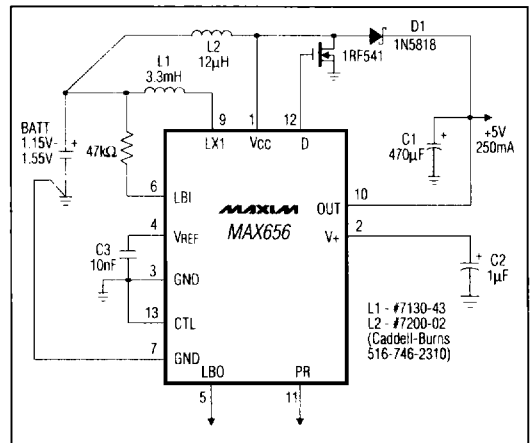 L2
12µH
D1
1N5818
1RF541
L1
3.3mH
9
1
12
LX1
VCC
D
BATT
1.15V-
1.55V
+
47kΩ
C1
470µF
+
+5V
250mA
6
LBI
10
OUT
MAXIM
MAX656
4
VREF
2
V+
C3
10nF
3
GND
C2
1µF
+
13
CTL
7
GND
L1 - #7130-43
L2 - #7200-02
(Caddell-Burns
516-746-2310)
LBO
PR
5
11